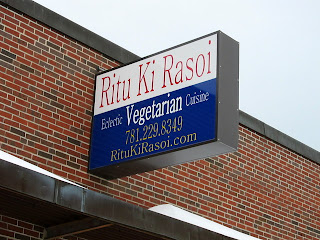 Ritu Ki Rasoi
Eclectic Vegetarian Cuisine
781.229.8349
RituKiRasoi.com